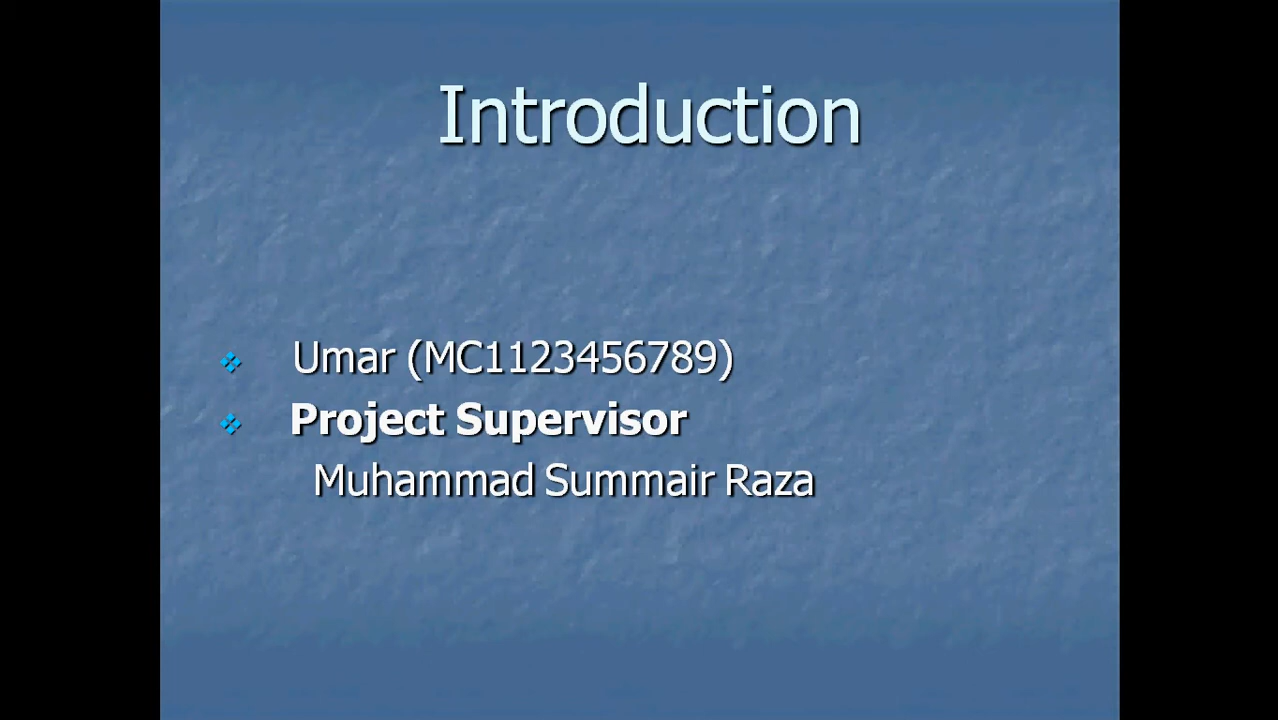 Introduction
Umar (MC1123456789)
Project Supervisor
Muhammad Summair Raza